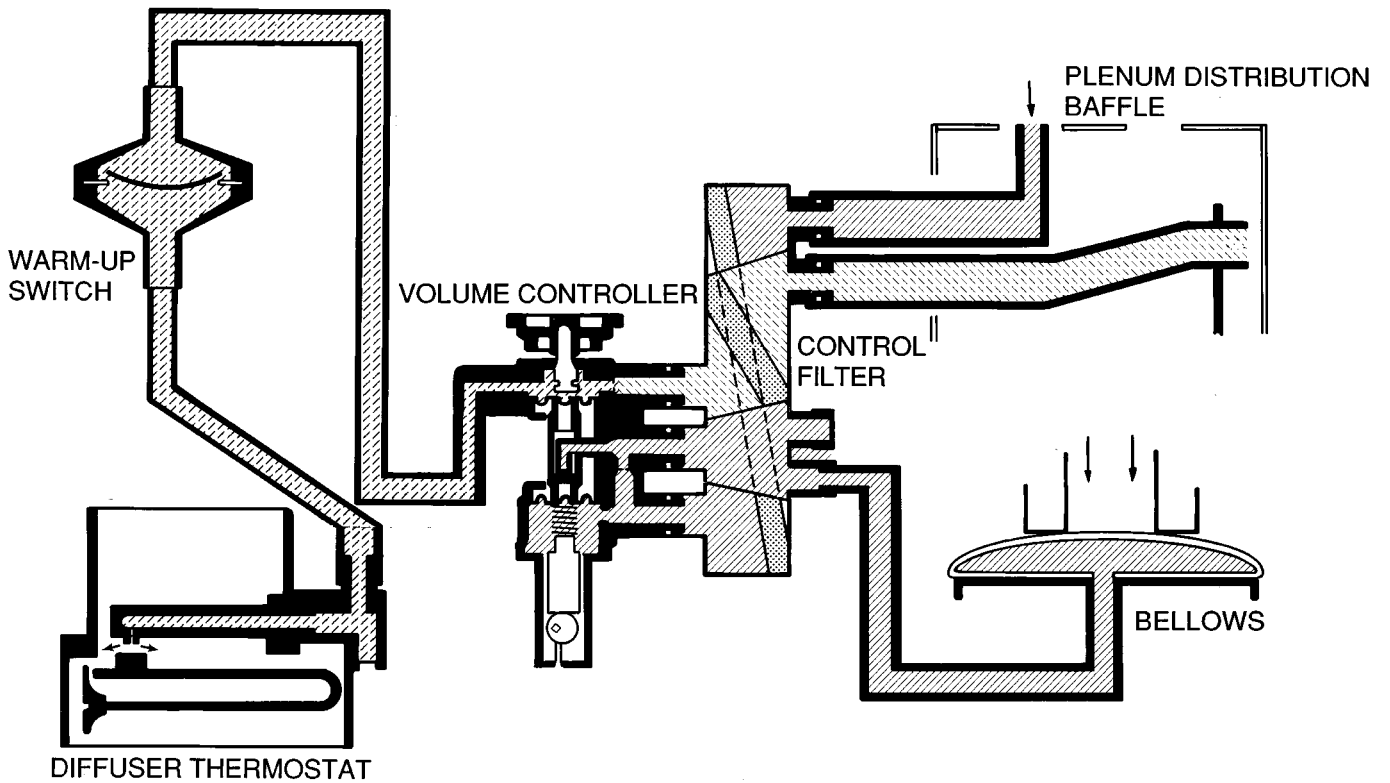 PLENUM DISTRIBUTION
BAFFLE
WARM-UP
SWITCH
VOLUME CONTROLLER
CONTROL
FILTER
BELLOWS
DIFFUSER THERMOSTAT